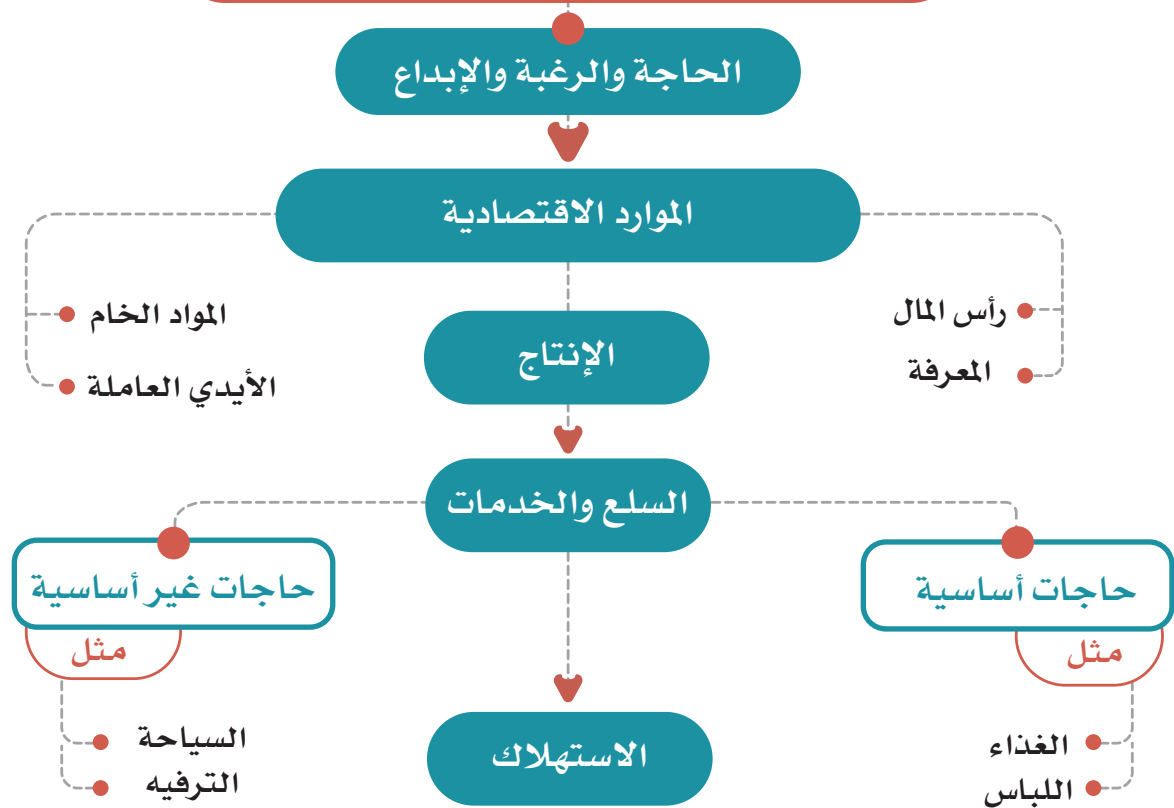 الحاجة والرغبة والإبداع
الموارد الاقتصادية
رأس المال
المعرفة
المواد الخام
الأيدي العاملة
الإنتاج
السلع والخدمات
حاجات أساسية
مثل
الغذاء
اللباس
حاجات غير أساسية
مثل
السياحة
الترفيه
الاستهلاك